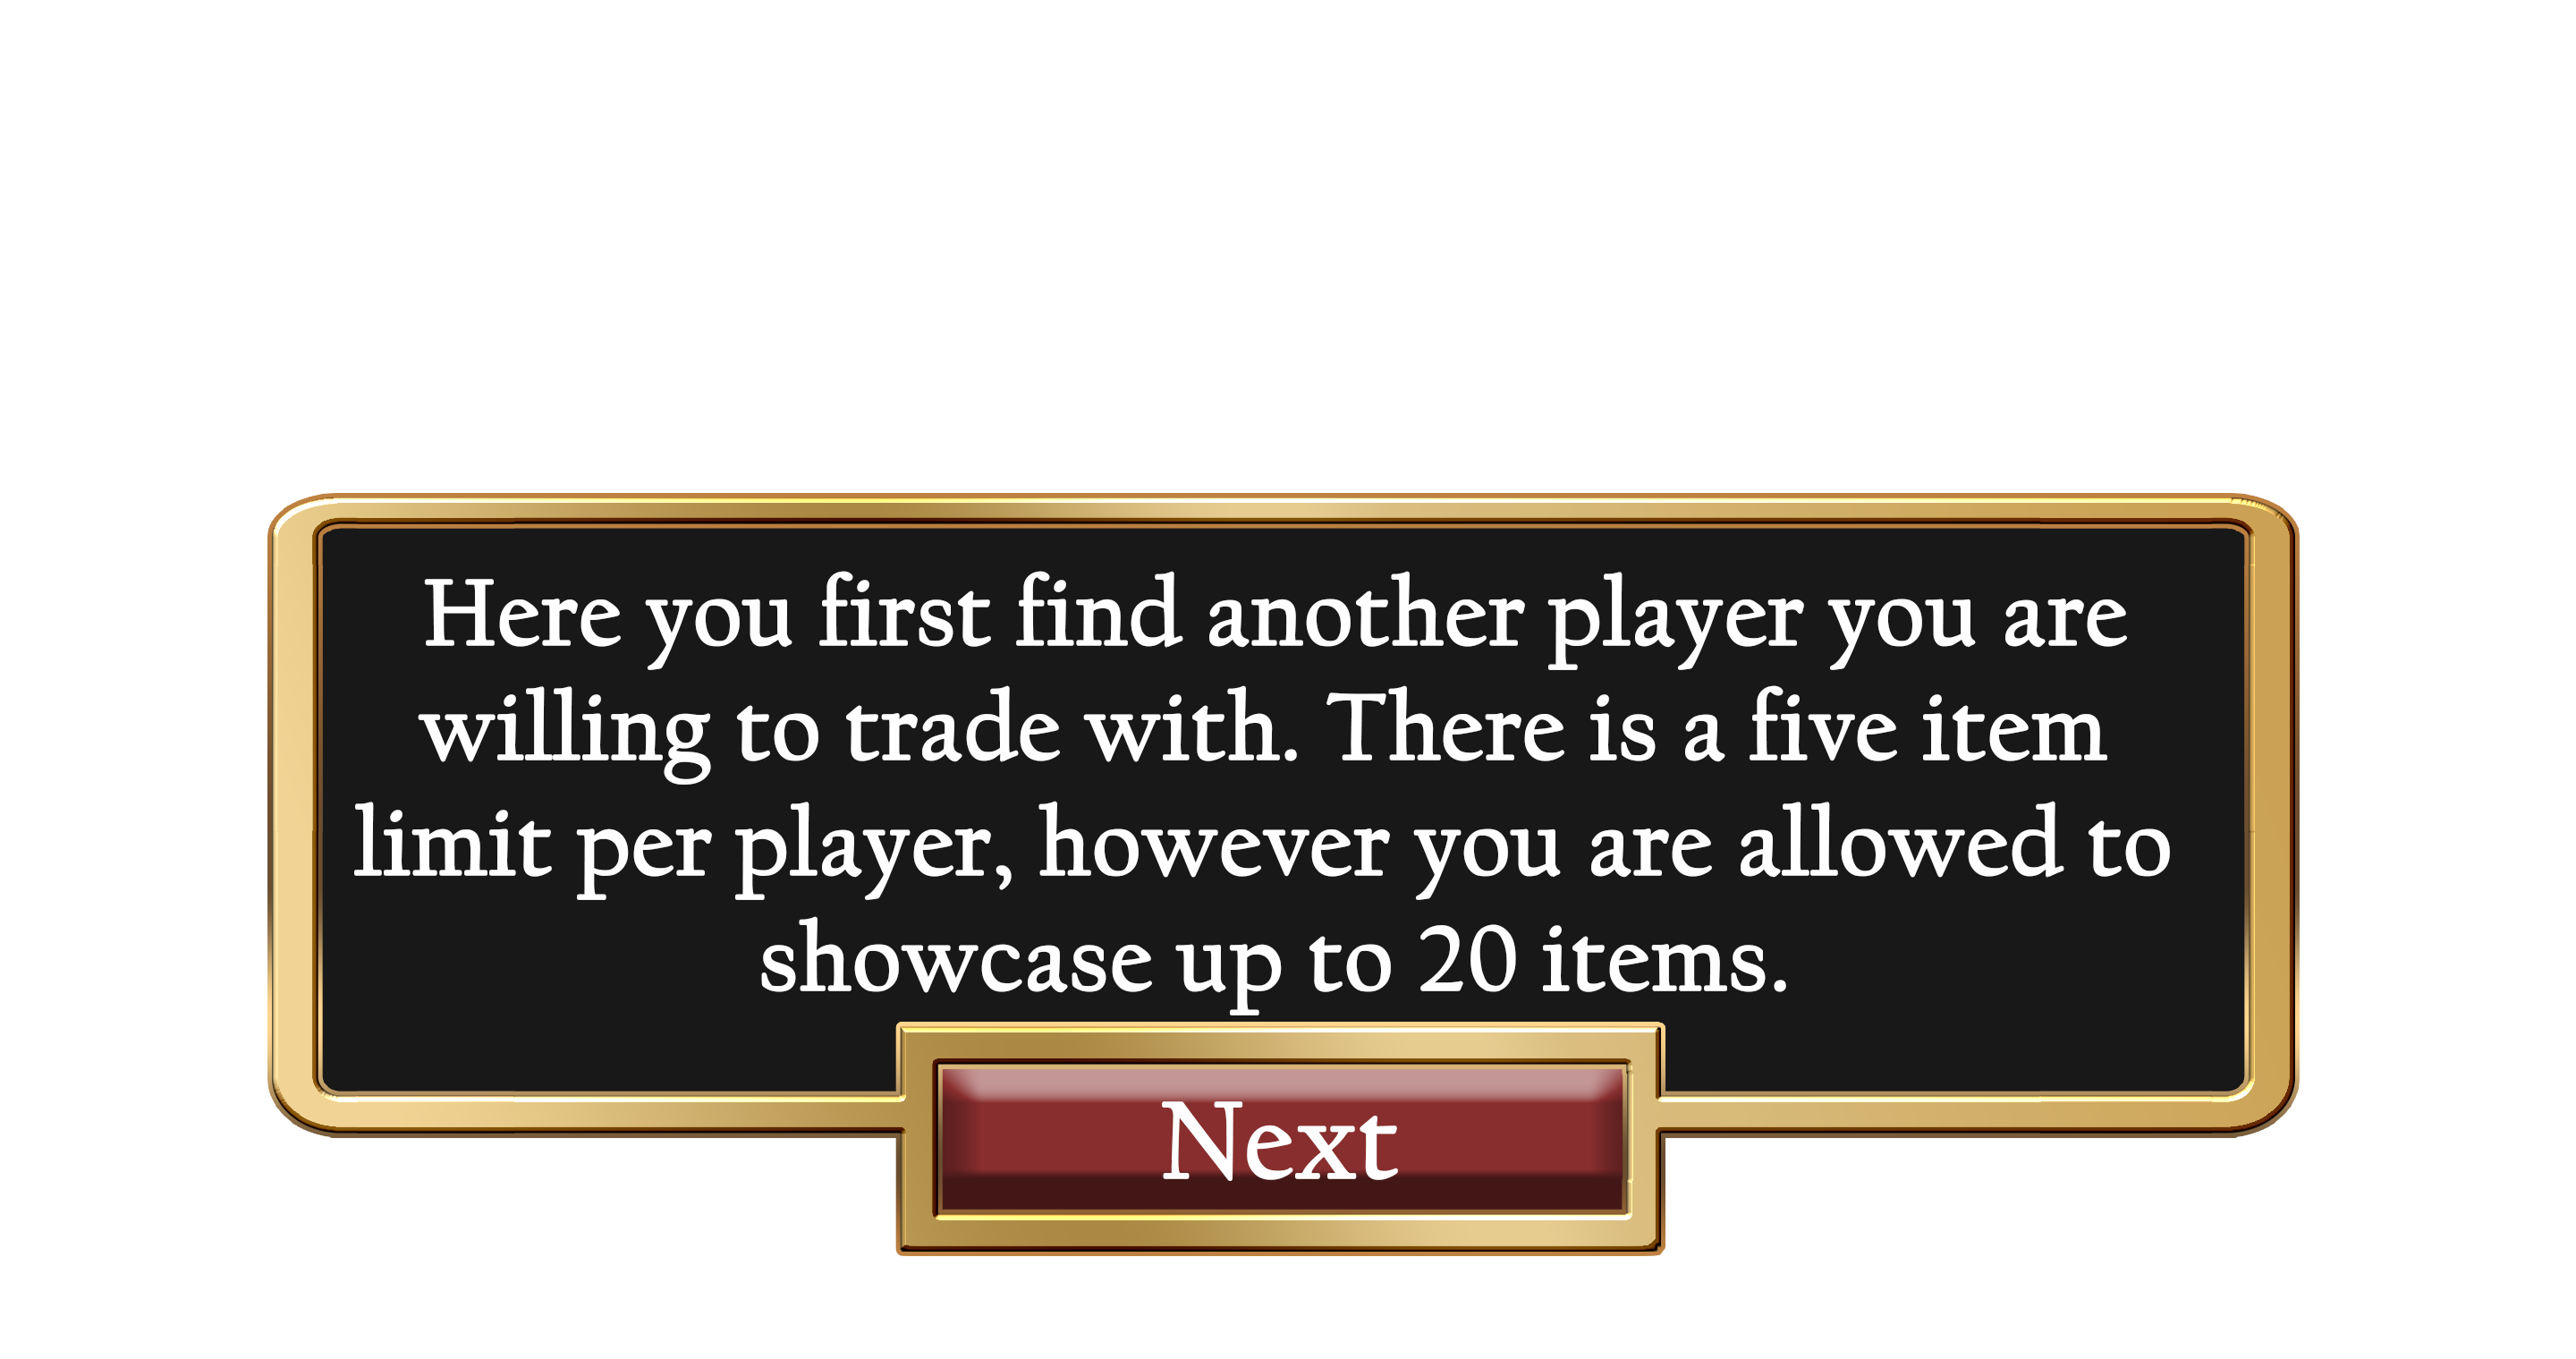 Here you first find another player you are
willing to trade with. There is a five item
limit per player, however you are allowed to
showcase up to 20 items.
Next